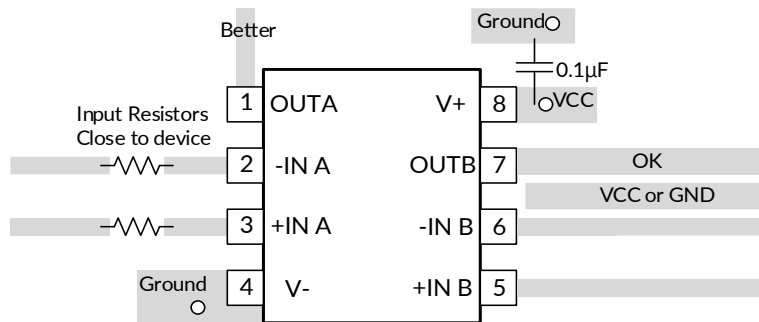 Better
Ground
0.1µF
VCC
1 OUTA V+ 8
Input Resistors
Close to device
2 -IN A OUTB 7 OK
VCC or GND
3 +IN A -IN B 6
Ground
4 V- +IN B 5